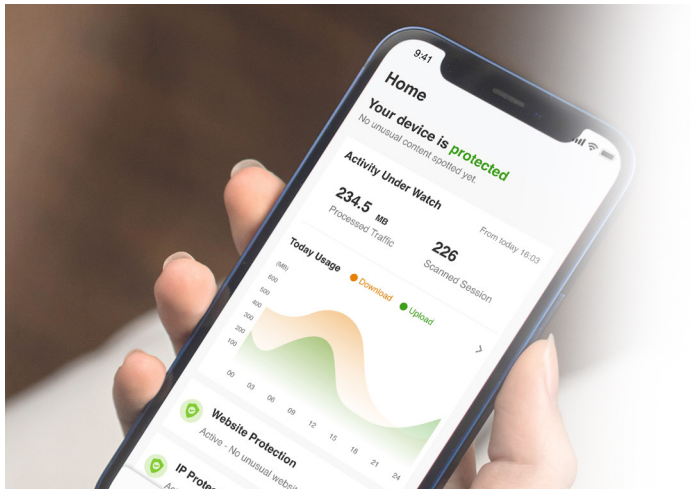 9:41
Home
Your device is protected
No unusual content spotted yet.
Activity Under Watch
From today 16:03
234.5 MB
226
Processed Traffic
Scanned Session
Today Usage
Download
Upload
(MB)
600
500
400
300
200
100
00 03 06 09 12 15 18 21 24
Website Protection
Active - No unusual
IP